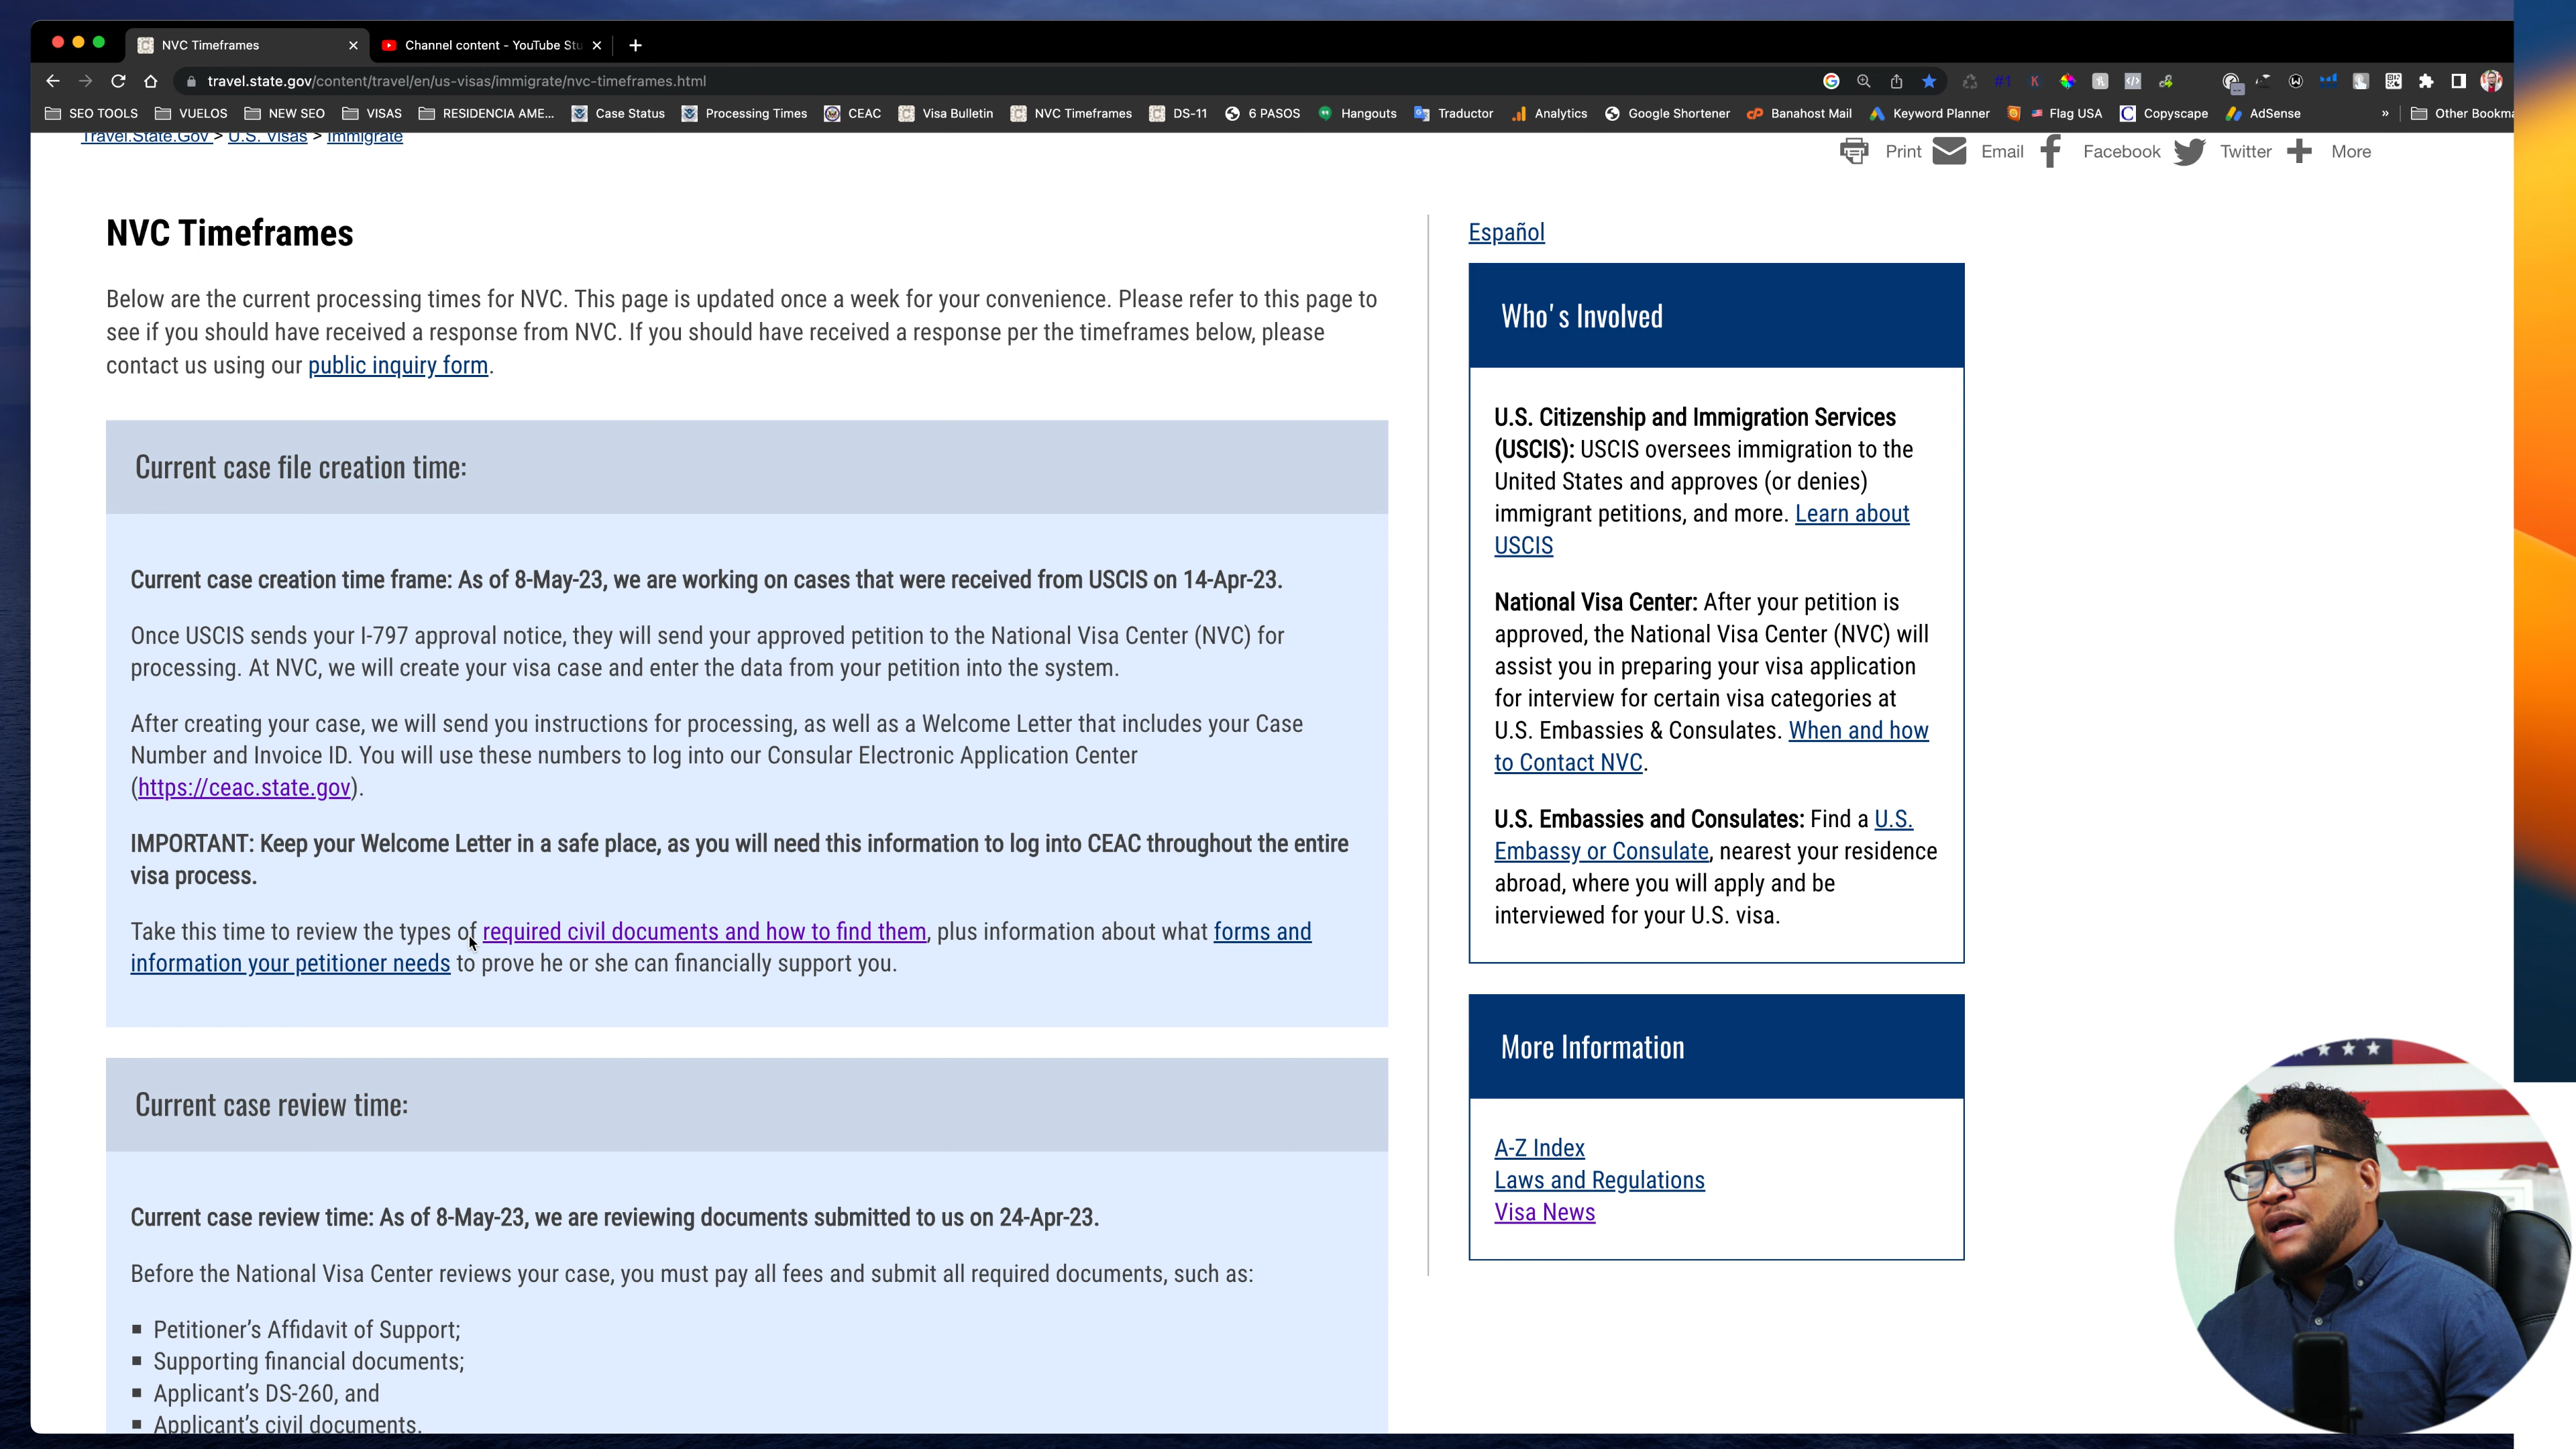 NVC Timeframes
Channel content - YouTube Stu
travel.state.gov/content/travel/en/us-visas/immigrate/nvc-timeframes.html
SEO TOOLS VUELOS NEW SEO VISAS RESIDENCIA AME... Case Status Processing Times CEAC Visa Bulletin NVC Timeframes DS-11 6 PASOS Hangouts Traductor Analytics Google Shortener Banahost Mail Keyword Planner Flag USA Copyscape AdSense » Other Bookma
Travel.State.Gov > U.S. Visas > Immigrate
Print Email Facebook Twitter More
NVC Timeframes
Below are the current processing times for NVC. This page is updated once a week for your convenience. Please refer to this page to
see if you should have received a response from NVC. If you should have received a response per the timeframes below, please
contact us using our public inquiry form.
Current case file creation time:
Current case creation time frame: As of 8-May-23, we are working on cases that were received from USCIS on 14-Apr-23.
Once USCIS sends your I-797 approval notice, they will send your approved petition to the National Visa Center (NVC) for
processing. At NVC, we will create your visa case and enter the data from your petition into the system.
After creating your case, we will send you instructions for processing, as well as a Welcome Letter that includes your Case
Number and Invoice ID. You will use these numbers to log into our Consular Electronic Application Center
(https://ceac.state.gov).
IMPORTANT: Keep your Welcome Letter in a safe place, as you will need this information to log into CEAC throughout the entire
visa process.
Take this time to review the types of required civil documents and how to find them, plus information about what forms and
information your petitioner needs to prove he or she can financially support you.
Current case review time:
Current case review time: As of 8-May-23, we are reviewing documents submitted to us on 24-Apr-23.
Before the National Visa Center reviews your case, you must pay all fees and submit all required documents, such as:
▪ Petitioner’s Affidavit of Support;
▪ Supporting financial documents;
▪ Applicant’s DS-260, and
▪ Applicant’s civil documents.
Español
Who's Involved
U.S. Citizenship and Immigration Services
(USCIS): USCIS oversees immigration to the
United States and approves (or denies)
immigrant petitions, and more. Learn about
USCIS
National Visa Center: After your petition is
approved, the National Visa Center (NVC) will
assist you in preparing your visa application
for interview for certain visa categories at
U.S. Embassies & Consulates. When and how
to Contact NVC.
U.S. Embassies and Consulates: Find a U.S.
Embassy or Consulate, nearest your residence
abroad, where you will apply and be
interviewed for your U.S. visa.
More Information
A-Z Index
Laws and Regulations
Visa News